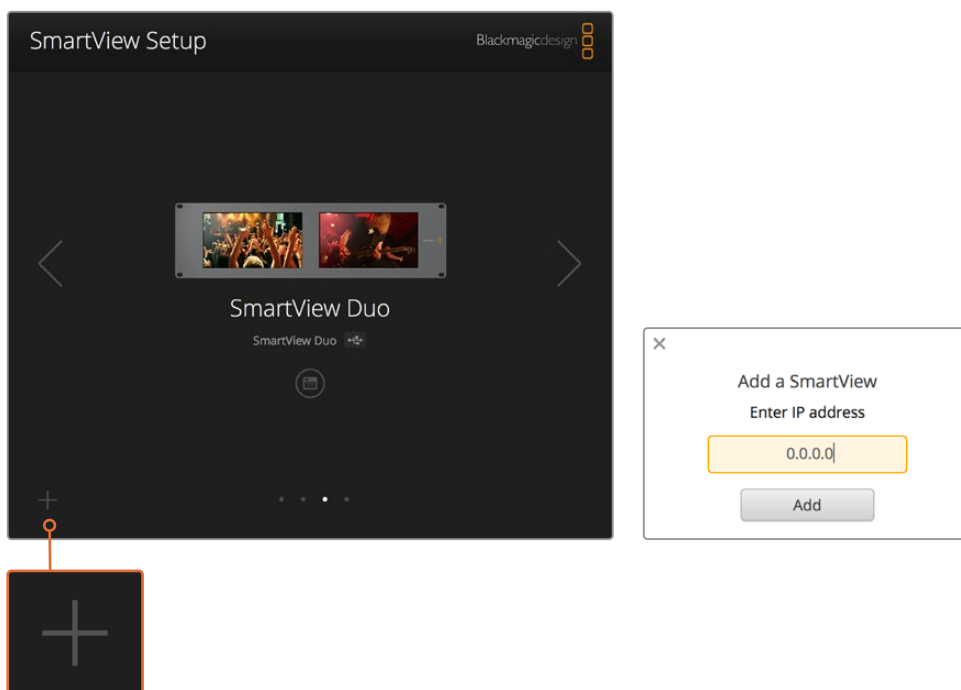 SmartView Setup
Blackmagicdesign
SmartView Duo
SmartView Duo
Add a SmartView
Enter IP address
0.0.0.0
Add